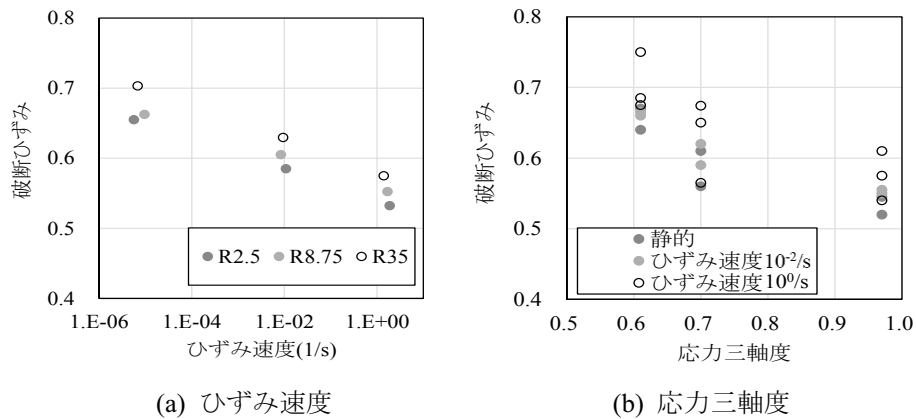 0.8
0.7
0.6
0.5
0.4
破断ひずみ
R2.5 R8.75 R35
1.E-06 1.E-04 1.E-02 1.E+00
ひずみ速度(1/s)
(a) ひずみ速度
0.8
0.7
0.6
0.5
0.4
破断ひずみ
静的
ひずみ速度10⁻²/s
ひずみ速度10⁰/s
0.5 0.6 0.7 0.8 0.9 1.0
応力三軸度
(b) 応力三軸度